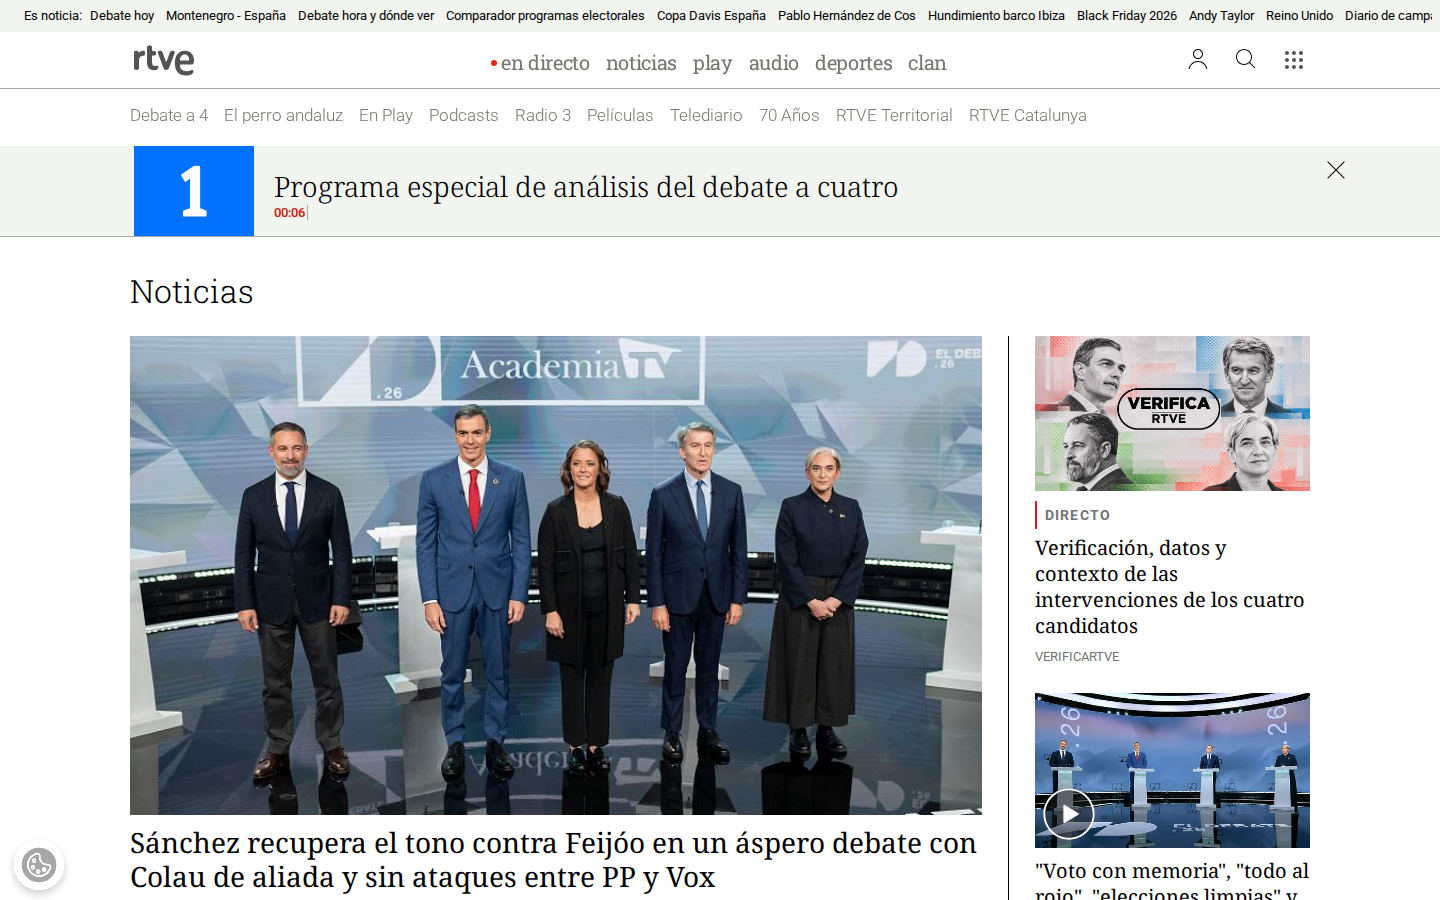 Es noticia: Debate hoy Montenegro - España Debate hora y dónde ver Comparador programas electorales Copa Davis España Pablo Hernández de Cos Hundimiento barco Ibiza Black Friday 2026 Andy Taylor Reino Unido Diario de campa
rtve
en directo noticias play audio deportes clan
Debate a 4 El perro andaluz En Play Podcasts Radio 3 Películas Telediario 70 Años RTVE Territorial RTVE Catalunya
1
Programa especial de análisis del debate a cuatro
00:06
Noticias
.26
Academia TV
EL DEB
.26
VERIFICA
RTVE
DIRECTO
Verificación, datos y
contexto de las
intervenciones de los cuatro
candidatos
VERIFICARTVE
.26
.26
Sánchez recupera el tono contra Feijóo en un áspero debate con
Colau de aliada y sin ataques entre PP y Vox
"Voto con memoria", "todo al
rojo", "elecciones limpias" y